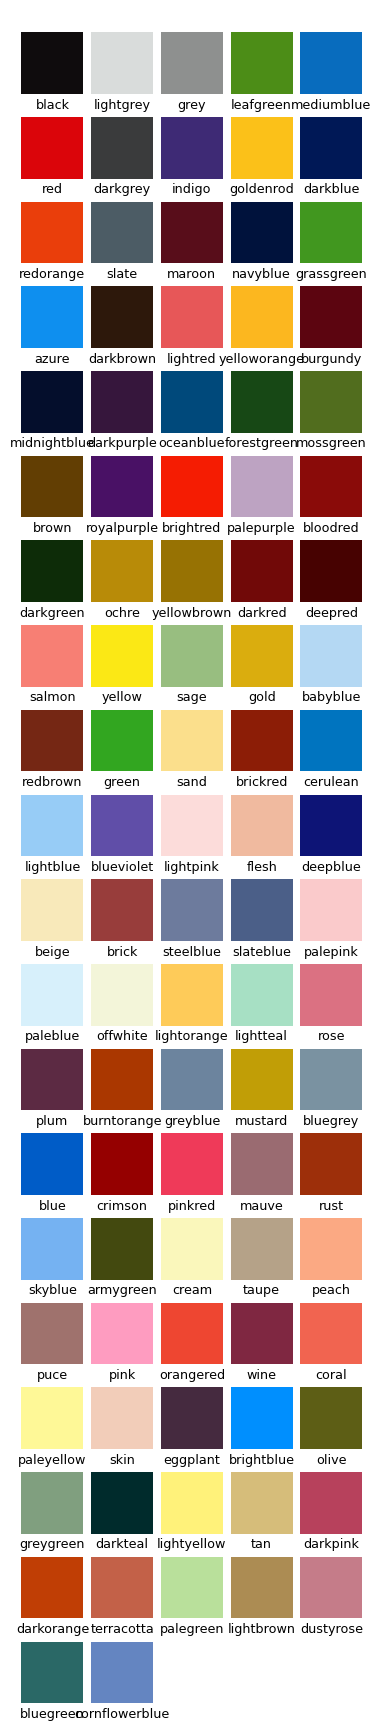 black lightgrey grey leafgreen mediumblue
red darkgrey indigo goldenrod darkblue
redorange slate maroon navyblue grassgreen
azure darkbrown lightred yelloworange burgundy
midnightblue darkpurple oceanblue forestgreen mossgreen
brown royalpurple brightred palepurple bloodred
darkgreen ochre yellowbrown darkred deepred
salmon yellow sage gold babyblue
redbrown green sand brickred cerulean
lightblue blueviolet lightpink flesh deepblue
beige brick steelblue slateblue palepink
paleblue offwhite lightorange lightteal rose
plum burntorange greyblue mustard bluegrey
blue crimson pinkred mauve rust
skyblue armygreen cream taupe peach
puce pink orangered wine coral
paleyellow skin eggplant brightblue olive
greygreen darkteal lightyellow tan darkpink
darkorange terracotta palegreen lightbrown dustyrose
bluegreen cornflowerblue